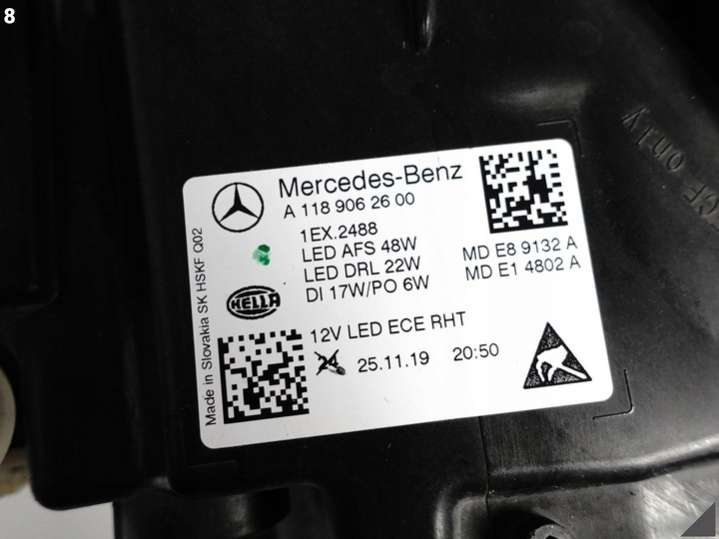 8
Mercedes-Benz
A 118 906 26 00
1EX.2488
LED AFS 48W
LED DRL 22W
DI 17W/PO 6W
MD E8 9132 A
MD E1 4802 A
HELLA
12V LED ECE RHT
24
25.11.19 20:50
Made in Slovakia SK HSKF Q02
CF only